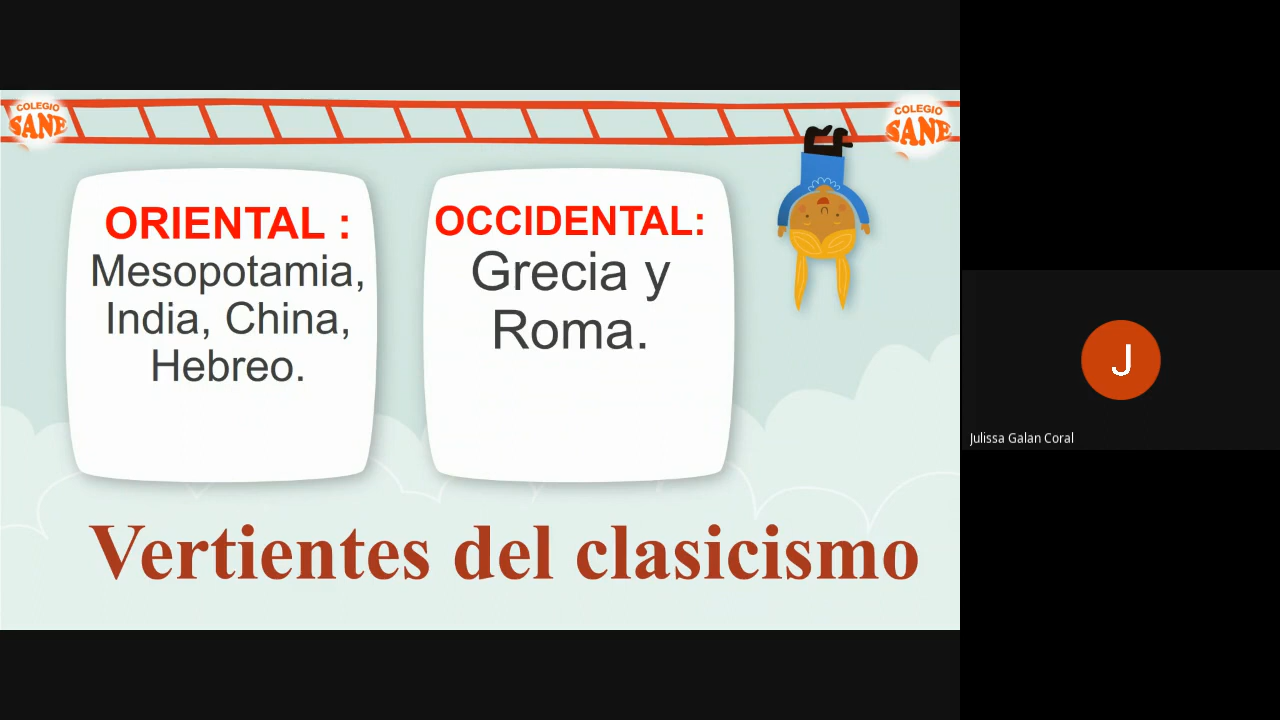 COLEGIO
SANE
COLEGIO
SANE
ORIENTAL :
Mesopotamia,
India, China,
Hebreo.
OCCIDENTAL:
Grecia y
Roma.
Vertientes del clasicismo
J
Julissa Galan Coral